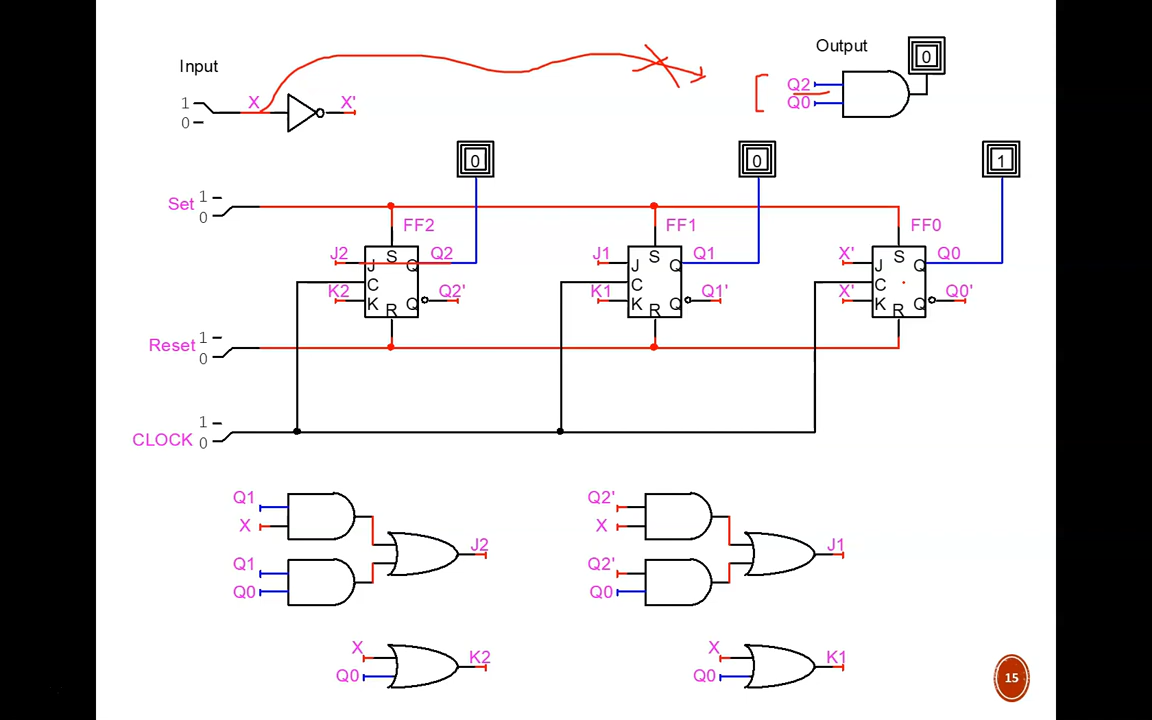 Input
Output
0
Q2
Q0
X
X'
1
0
0
0
1
Set
1
0
FF2
FF1
FF0
J2
S
J
Q
Q2
C
K2
K
R
Q
Q2'
J1
S
J
Q
Q1
C
K1
K
R
Q
Q1'
X'
S
J
Q
Q0
C
X'
K
R
Q
Q0'
Reset
1
0
CLOCK
1
0
Q1
X
Q1
Q0
J2
Q2'
X
Q2'
Q0
J1
X
Q0
K2
X
Q0
K1
15